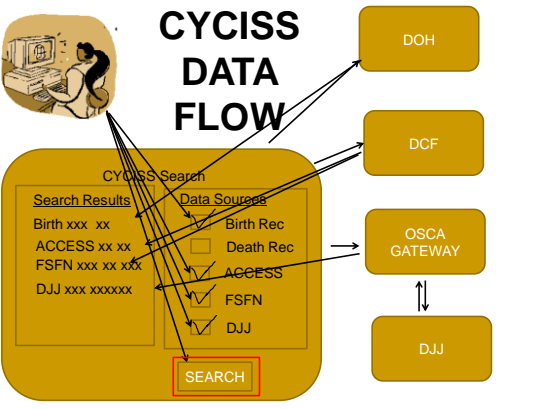 CYCISS
DATA
FLOW
DOH
DCF
CYCISS Search
Search Results
Birth xxx xx
ACCESS xx xx
FSFN xxx xx xxx
DJJ xxx xxxxxx
Data Sources
Birth Rec
Death Rec
ACCESS
FSFN
DJJ
SEARCH
OSCA
GATEWAY
DJJ